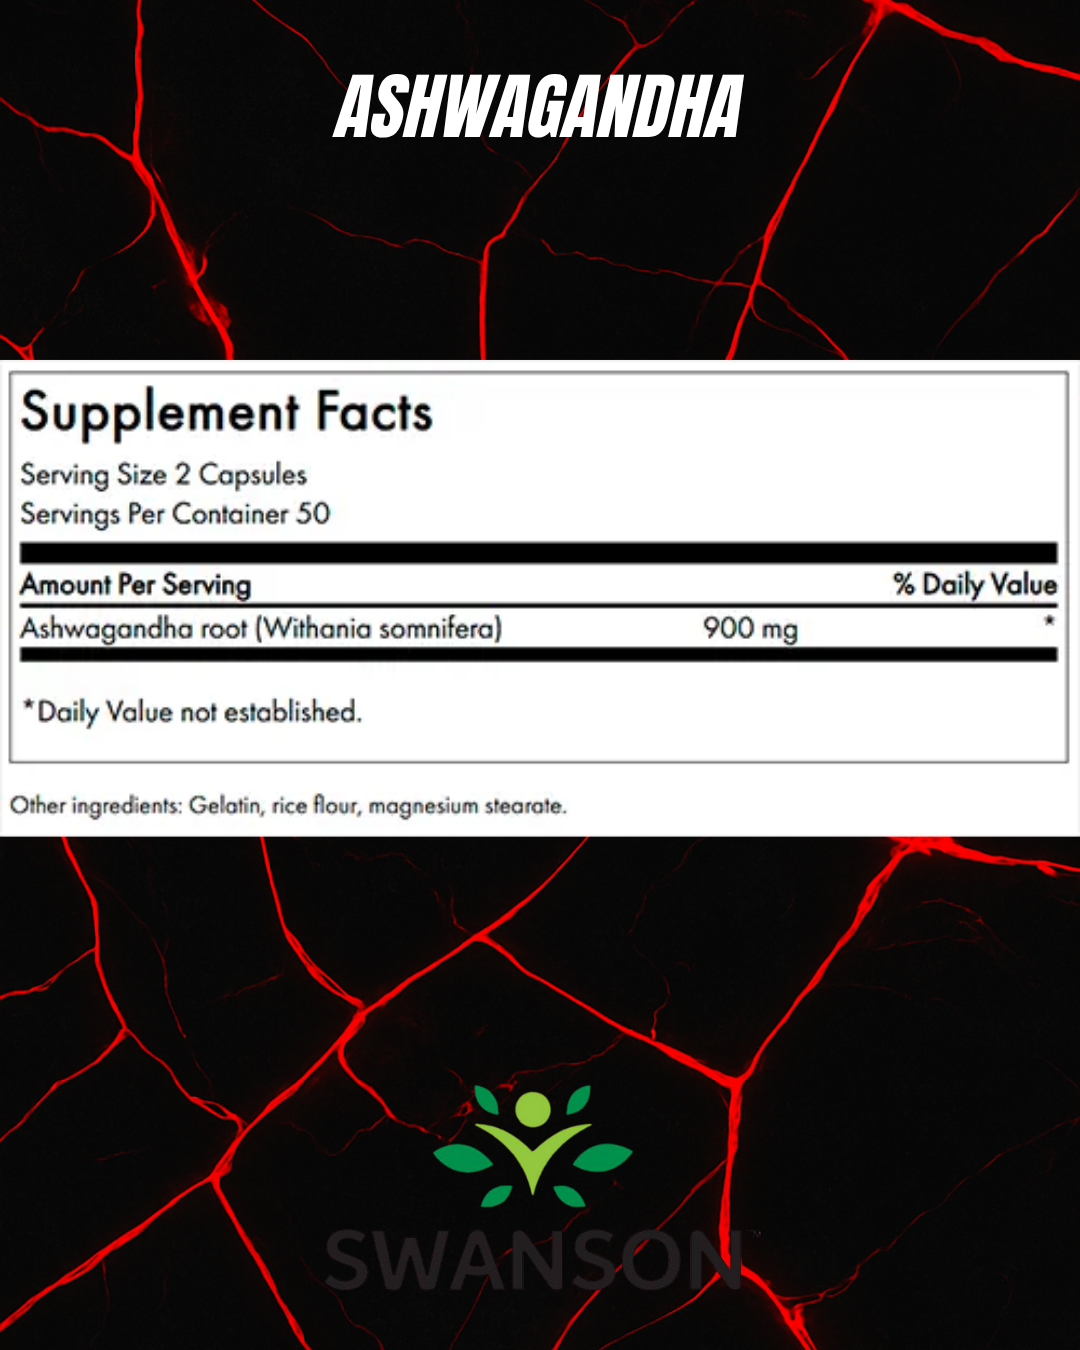 ASHWAGANDHA
Supplement Facts
Serving Size 2 Capsules
Servings Per Container 50
Amount Per Serving % Daily Value
Ashwagandha root (Withania somnifera) 900 mg *
*Daily Value not established.
Other ingredients: Gelatin, rice flour, magnesium stearate.
SWANSON™